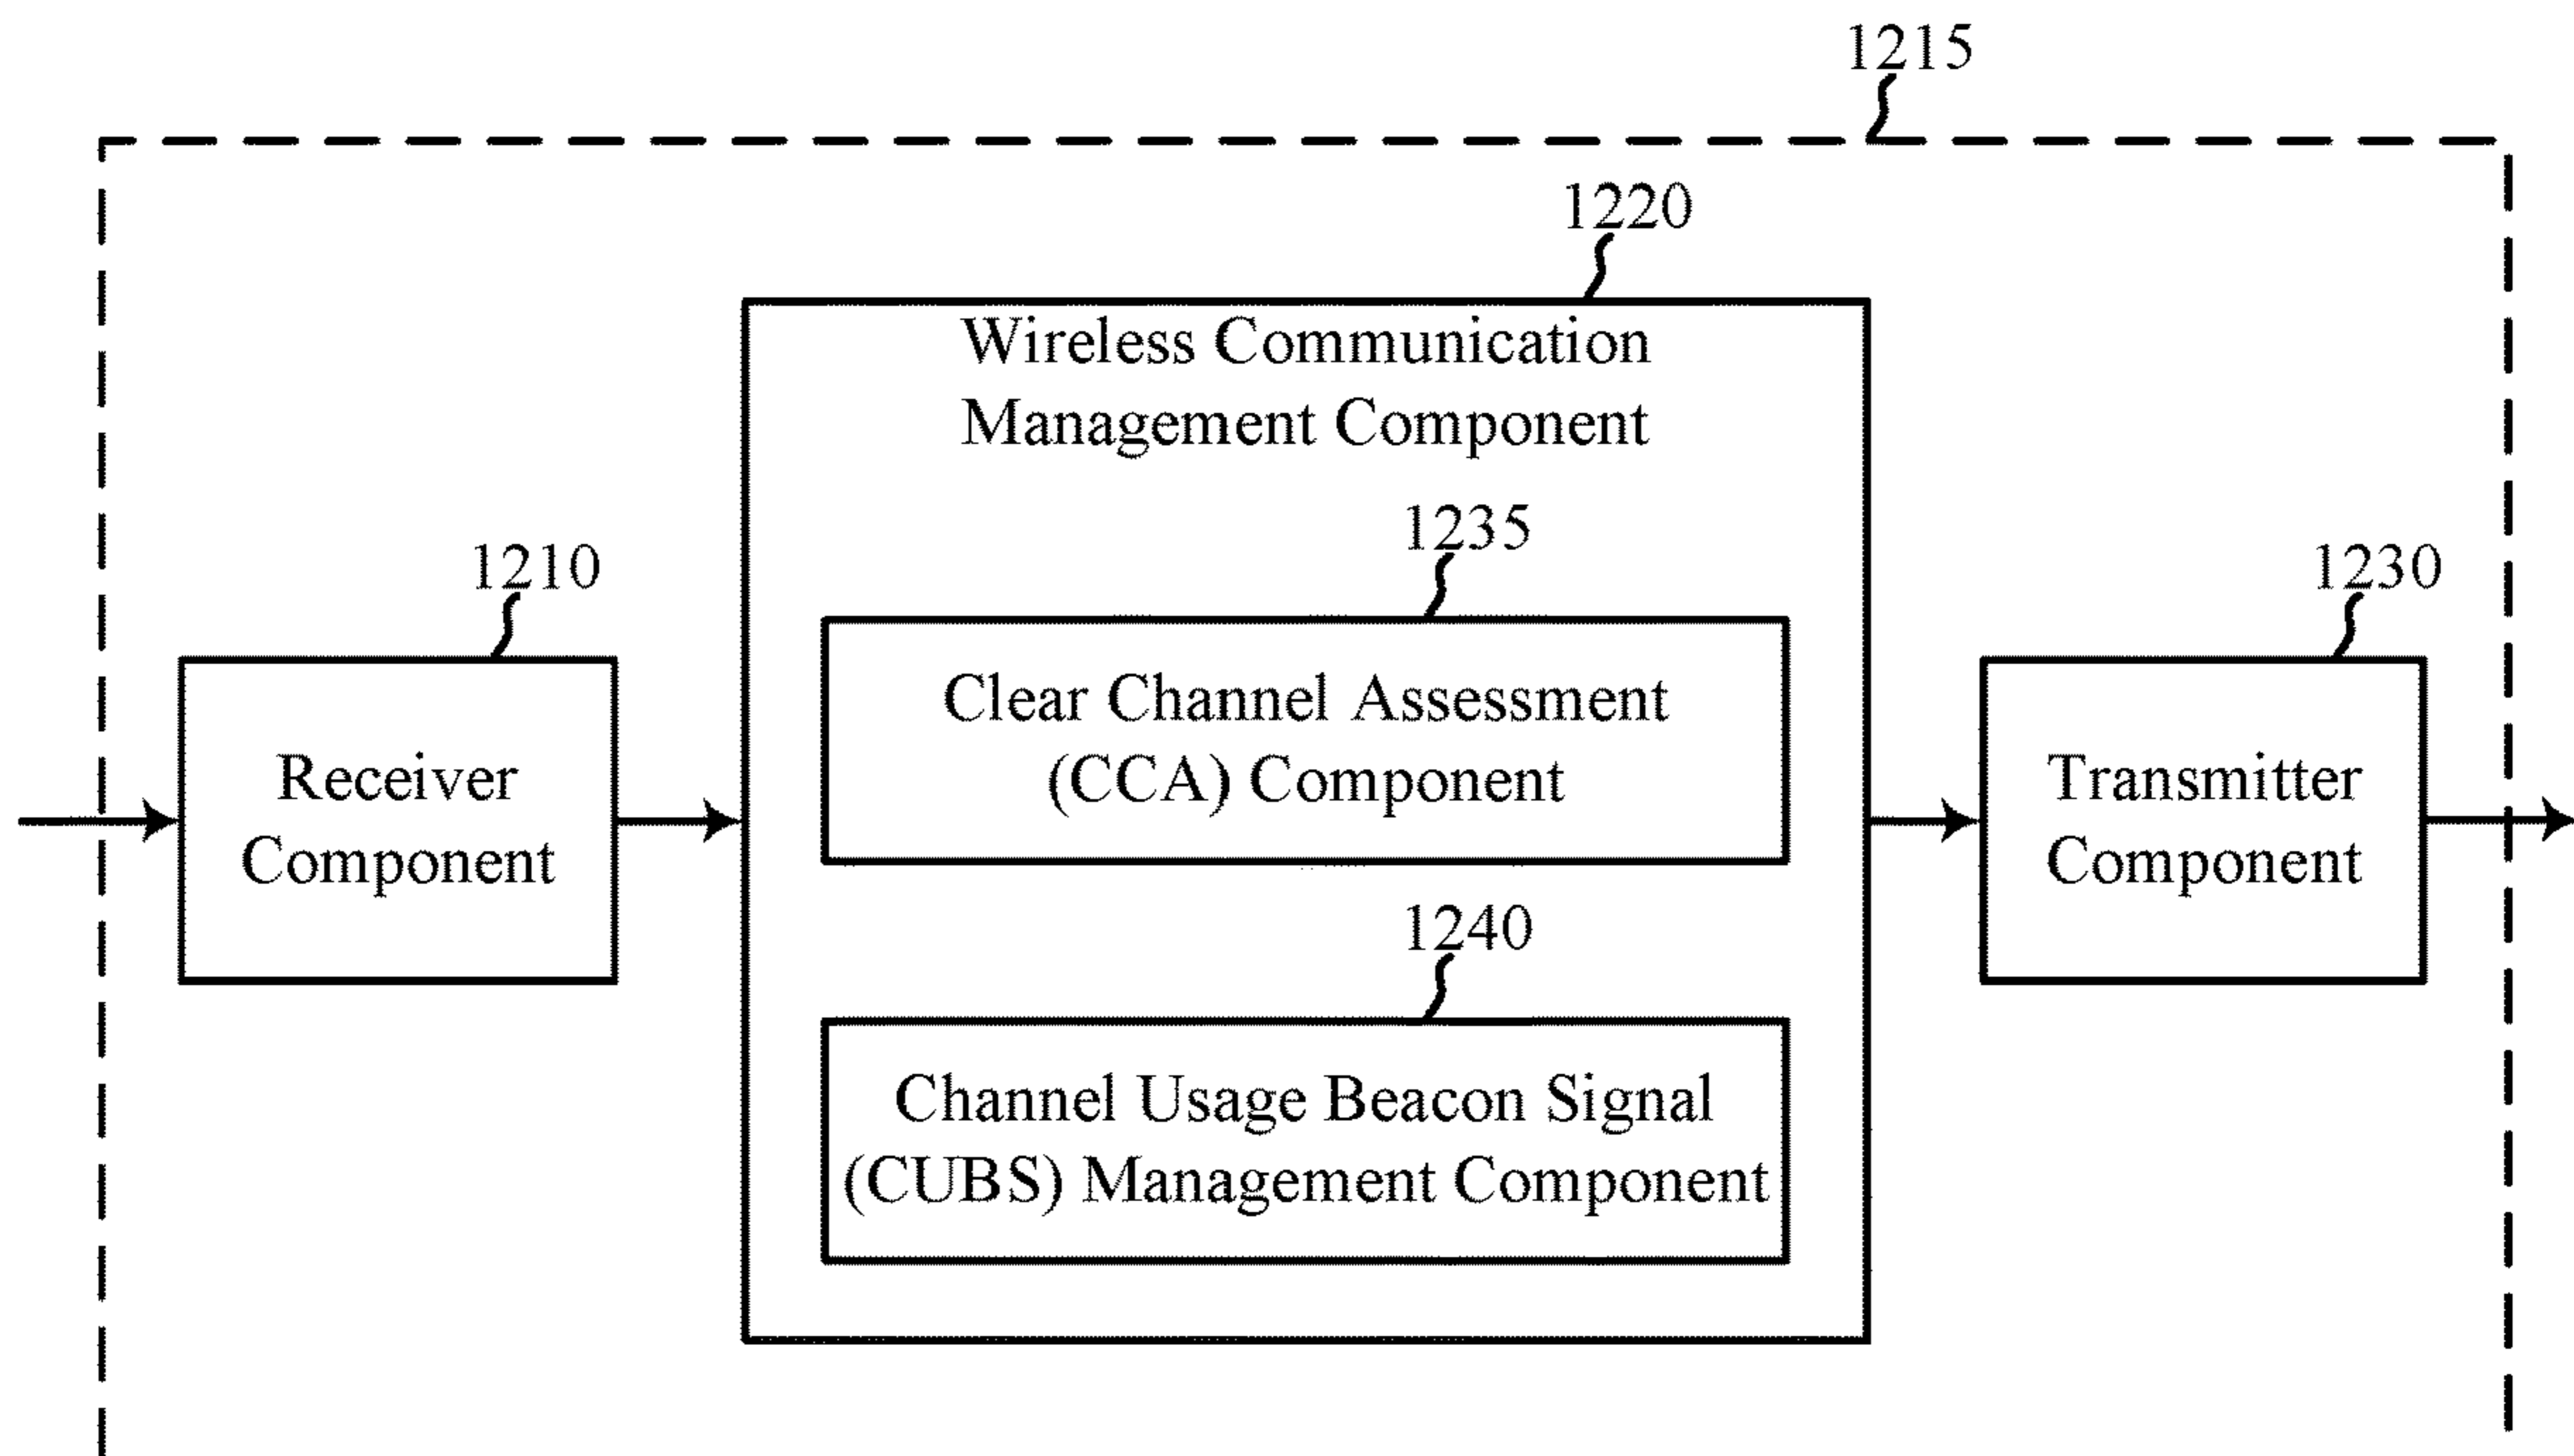 1215
1220
Wireless Communication
Management Component
1235
1210
1230
Clear Channel Assessment
(CCA) Component
Receiver
Component
Transmitter
Component
1240
Channel Usage Beacon Signal
(CUBS) Management Component